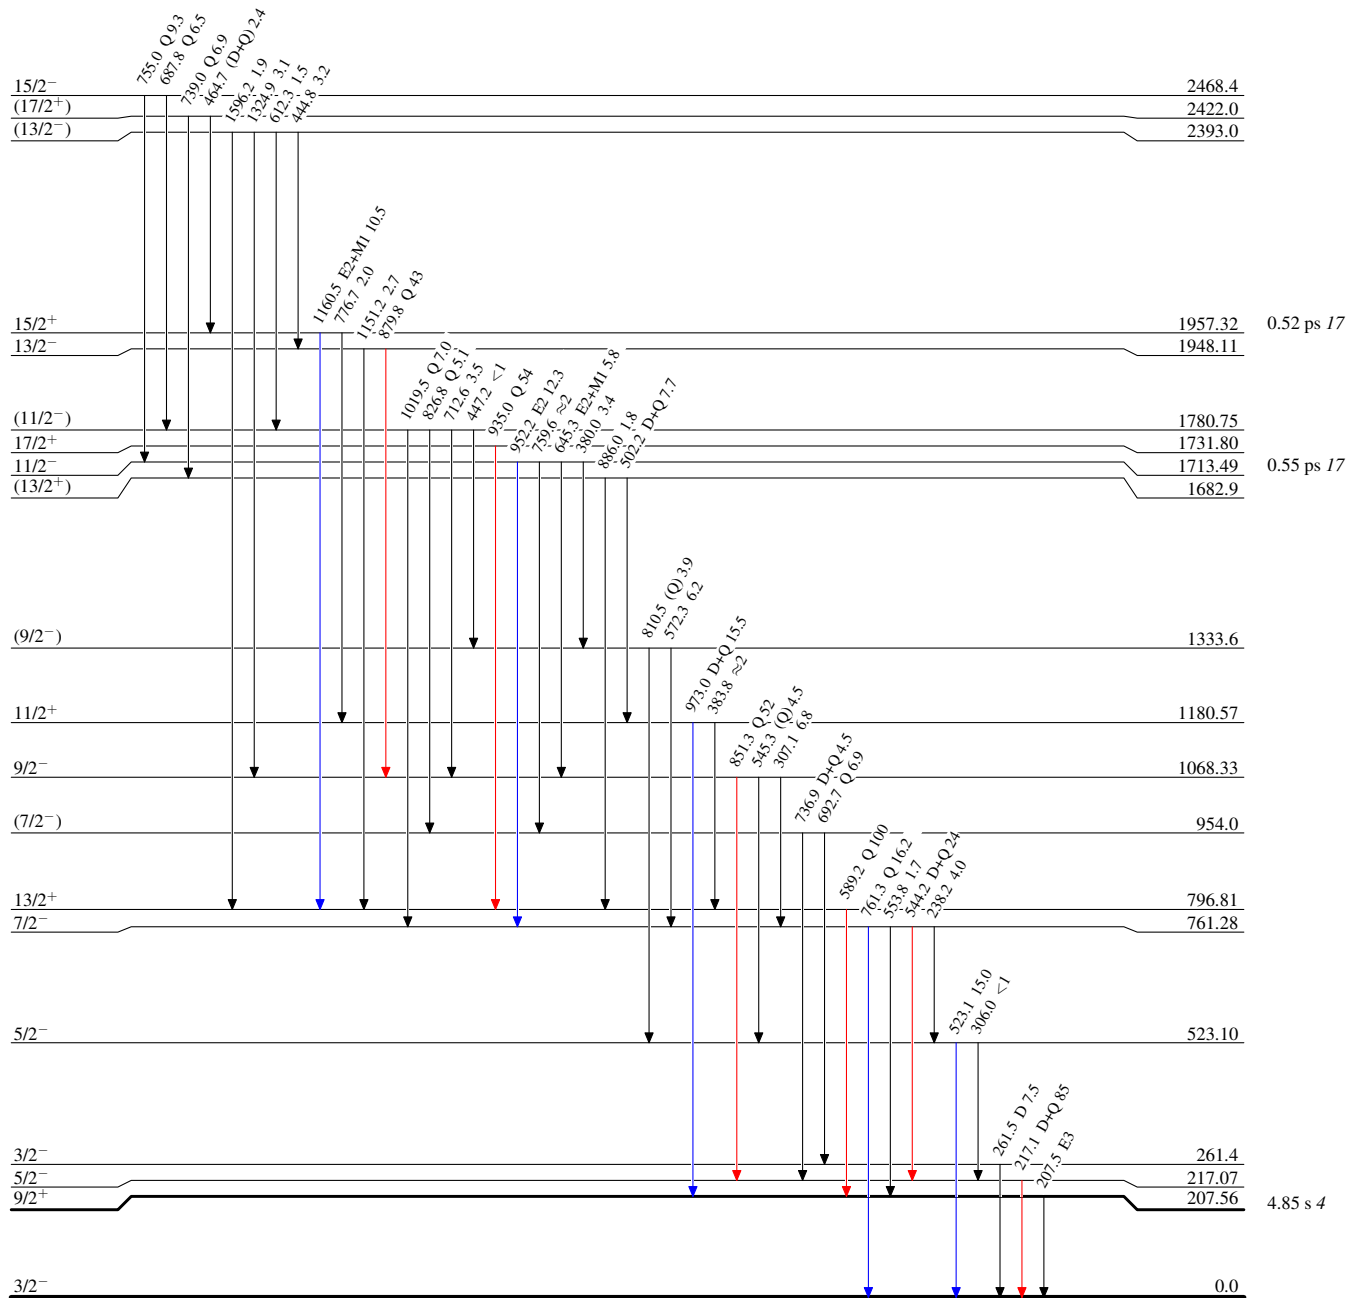 755.0 Q 9.3
687.8 Q 6.5
739.0 Q 6.9
464.7 (D+Q) 2.4
1596.2 1.9
1324.9 3.1
612.3 1.5
444.8 3.2
15/2⁻ 2468.4
(17/2⁺) 2422.0
(13/2⁻) 2393.0
1160.5 E2+M1 10.5
776.7 2.0
1151.2 2.7
879.8 Q 43
15/2⁺ 1957.32 0.52 ps 17
13/2⁻ 1948.11
1019.5 Q 7.0
826.8 Q 5.1
712.6 3.5
447.2 <1
935.0 Q 54
952.2 E2 12.3
759.6 ≈2
645.3 E2+M1 5.8
380.0 3.4
886.0 1.8
502.2 D+Q 7.7
(11/2⁻) 1780.75
17/2⁺ 1731.80
11/2⁻ 1713.49 0.55 ps 17
(13/2⁺) 1682.9
810.5 (Q) 3.9
572.3 6.2
(9/2⁻) 1333.6
973.0 D+Q 15.5
383.8 ≈2
11/2⁺ 1180.57
851.3 Q 52
545.3 (Q) 4.5
307.1 6.8
9/2⁻ 1068.33
736.9 D+Q 4.5
692.7 Q 6.9
(7/2⁻) 954.0
589.2 Q 100
761.3 Q 16.2
553.8 1.7
544.2 D+Q 24
238.2 4.0
13/2⁺ 796.81
7/2⁻ 761.28
523.1 15.0
306.0 <1
5/2⁻ 523.10
261.5 D 7.5
217.1 D+Q 85
207.5 E3
3/2⁻ 261.4
5/2⁻ 217.07
9/2⁺ 207.56 4.85 s 4
3/2⁻ 0.0